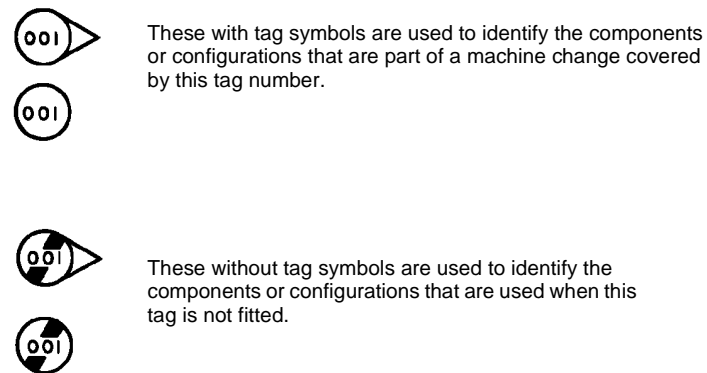 001
These with tag symbols are used to identify the components
or configurations that are part of a machine change covered
by this tag number.
001
001
These without tag symbols are used to identify the
components or configurations that are used when this
tag is not fitted.
001